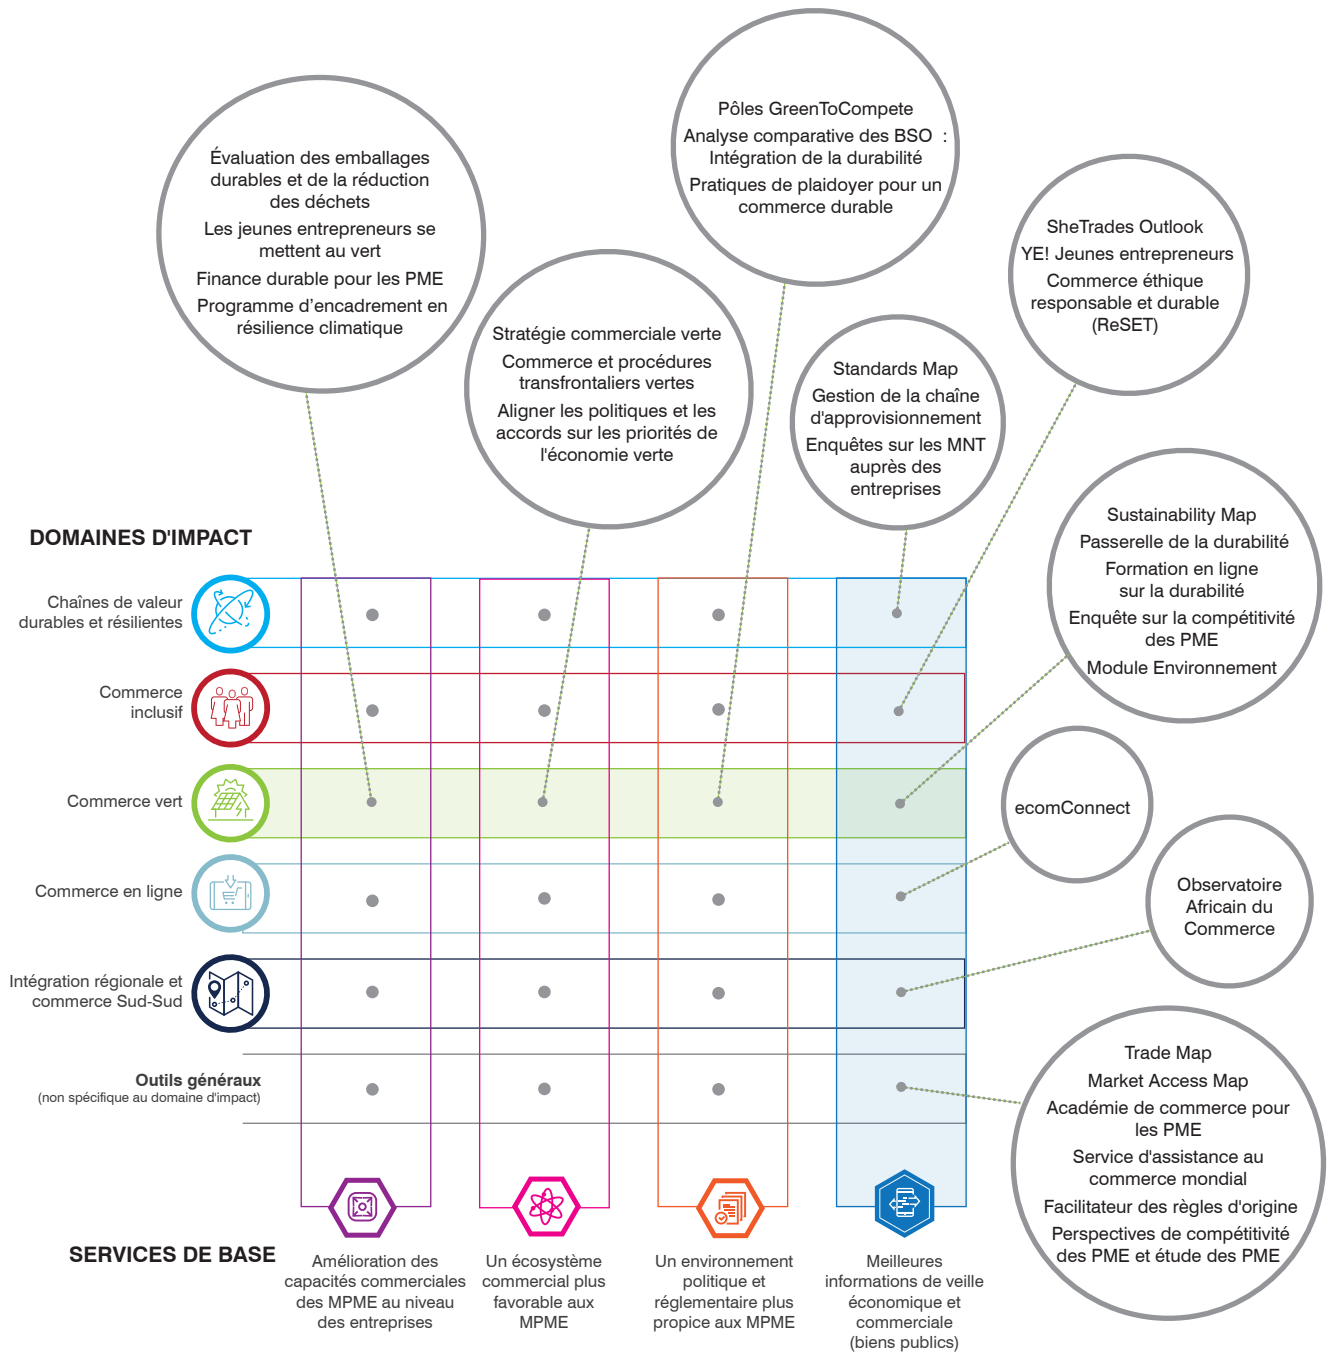 Pôles GreenToCompete
Analyse comparative des BSO :
Intégration de la durabilité
Pratiques de plaidoyer pour un
commerce durable
Évaluation des emballages
durables et de la réduction
des déchets
Les jeunes entrepreneurs se
mettent au vert
Finance durable pour les PME
Programme d’encadrement en
résilience climatique
SheTrades Outlook
YE! Jeunes entrepreneurs
Commerce éthique
responsable et durable
(ReSET)
Stratégie commerciale verte
Commerce et procédures
transfrontaliers vertes
Aligner les politiques et les
accords sur les priorités de
l'économie verte
Standards Map
Gestion de la chaîne
d'approvisionnement
Enquêtes sur les MNT
auprès des
entreprises
Sustainability Map
Passerelle de la durabilité
Formation en ligne
sur la durabilité
Enquête sur la compétitivité
des PME
Module Environnement
DOMAINES D'IMPACT
Chaînes de valeur
durables et résilientes
Commerce
inclusif
Commerce vert
ecomConnect
Commerce en ligne
Observatoire
Africain du
Commerce
Intégration régionale et
commerce Sud-Sud
Outils généraux
(non spécifique au domaine d'impact)
Trade Map
Market Access Map
Académie de commerce pour
les PME
Service d'assistance au
commerce mondial
Facilitateur des règles d'origine
Perspectives de compétitivité
des PME et étude des PME
SERVICES DE BASE
Amélioration des
capacités commerciales
des MPME au niveau
des entreprises
Un écosystème
commercial plus
favorable aux
MPME
Un environnement
politique et
réglementaire plus
propice aux MPME
Meilleures
informations de veille
économique et
commerciale
(biens publics)